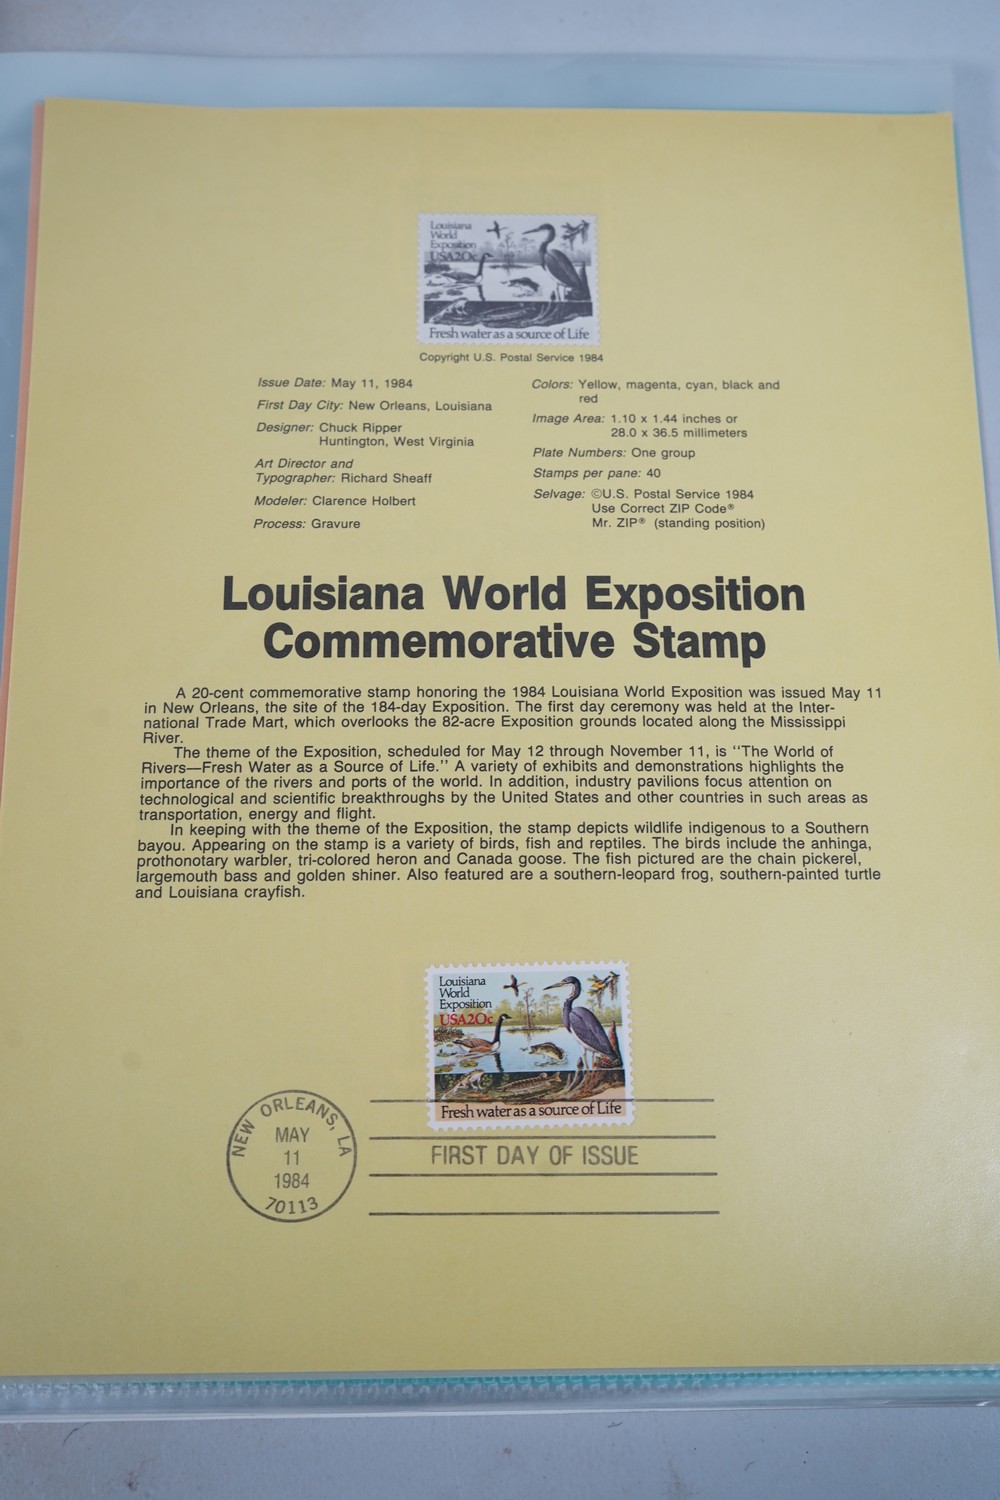 Louisiana
World
Exposition
USA 20c
Fresh water as a source of Life
Copyright U.S. Postal Service 1984
Issue Date: May 11, 1984
First Day City: New Orleans, Louisiana
Designer: Chuck Ripper
Huntington, West Virginia
Art Director and
Typographer: Richard Sheaff
Modeler: Clarence Holbert
Process: Gravure
Colors: Yellow, magenta, cyan, black and
red
Image Area: 1.10 x 1.44 inches or
28.0 x 36.5 millimeters
Plate Numbers: One group
Stamps per pane: 40
Selvage: ©U.S. Postal Service 1984
Use Correct ZIP Code®
Mr. ZIP® (standing position)
Louisiana World Exposition
Commemorative Stamp
A 20-cent commemorative stamp honoring the 1984 Louisiana World Exposition was issued May 11
in New Orleans, the site of the 184-day Exposition. The first day ceremony was held at the Inter-
national Trade Mart, which overlooks the 82-acre Exposition grounds located along the Mississippi
River.
The theme of the Exposition, scheduled for May 12 through November 11, is "The World of
Rivers—Fresh Water as a Source of Life." A variety of exhibits and demonstrations highlights the
importance of the rivers and ports of the world. In addition, industry pavilions focus attention on
technological and scientific breakthroughs by the United States and other countries in such areas as
transportation, energy and flight.
In keeping with the theme of the Exposition, the stamp depicts wildlife indigenous to a Southern
bayou. Appearing on the stamp is a variety of birds, fish and reptiles. The birds include the anhinga,
prothonotary warbler, tri-colored heron and Canada goose. The fish pictured are the chain pickerel,
largemouth bass and golden shiner. Also featured are a southern-leopard frog, southern-painted turtle
and Louisiana crayfish.
Louisiana
World
Exposition
USA 20c
Fresh water as a source of Life
NEW ORLEANS, LA
MAY
11
1984
70113
FIRST DAY OF ISSUE